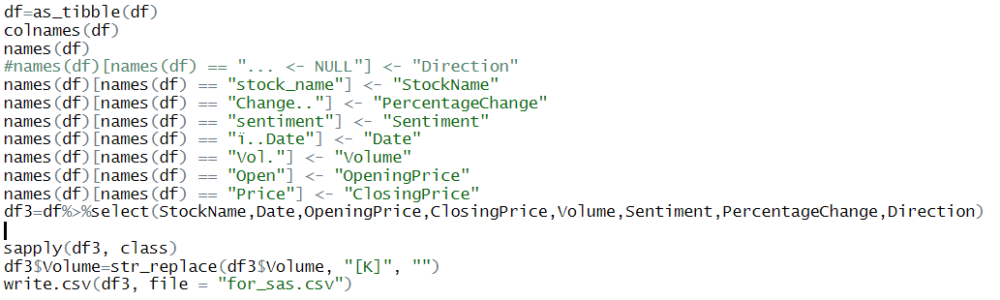 df=as_tibble(df)
colnames(df)
names(df)
#names(df)[names(df) == "... <- NULL"] <- "Direction"
names(df)[names(df) == "stock_name"] <- "StockName"
names(df)[names(df) == "Change.."] <- "PercentageChange"
names(df)[names(df) == "sentiment"] <- "Sentiment"
names(df)[names(df) == "ï..Date"] <- "Date"
names(df)[names(df) == "Vol."] <- "Volume"
names(df)[names(df) == "Open"] <- "OpeningPrice"
names(df)[names(df) == "Price"] <- "ClosingPrice"
df3=df%>%select(StockName,Date,OpeningPrice,ClosingPrice,Volume,Sentiment,PercentageChange,Direction)
sapply(df3, class)
df3$Volume=str_replace(df3$Volume, "[K]", "")
write.csv(df3, file = "for_sas.csv")